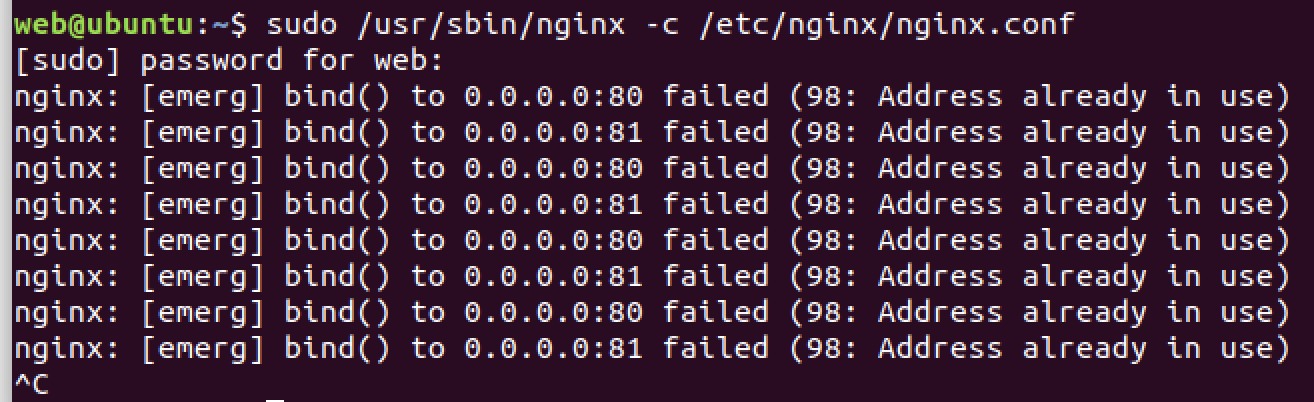 web@ubuntu:~$ sudo /usr/sbin/nginx -c /etc/nginx/nginx.conf
[sudo] password for web:
nginx: [emerg] bind() to 0.0.0.0:80 failed (98: Address already in use)
nginx: [emerg] bind() to 0.0.0.0:81 failed (98: Address already in use)
nginx: [emerg] bind() to 0.0.0.0:80 failed (98: Address already in use)
nginx: [emerg] bind() to 0.0.0.0:81 failed (98: Address already in use)
nginx: [emerg] bind() to 0.0.0.0:80 failed (98: Address already in use)
nginx: [emerg] bind() to 0.0.0.0:81 failed (98: Address already in use)
nginx: [emerg] bind() to 0.0.0.0:80 failed (98: Address already in use)
nginx: [emerg] bind() to 0.0.0.0:81 failed (98: Address already in use)
^C